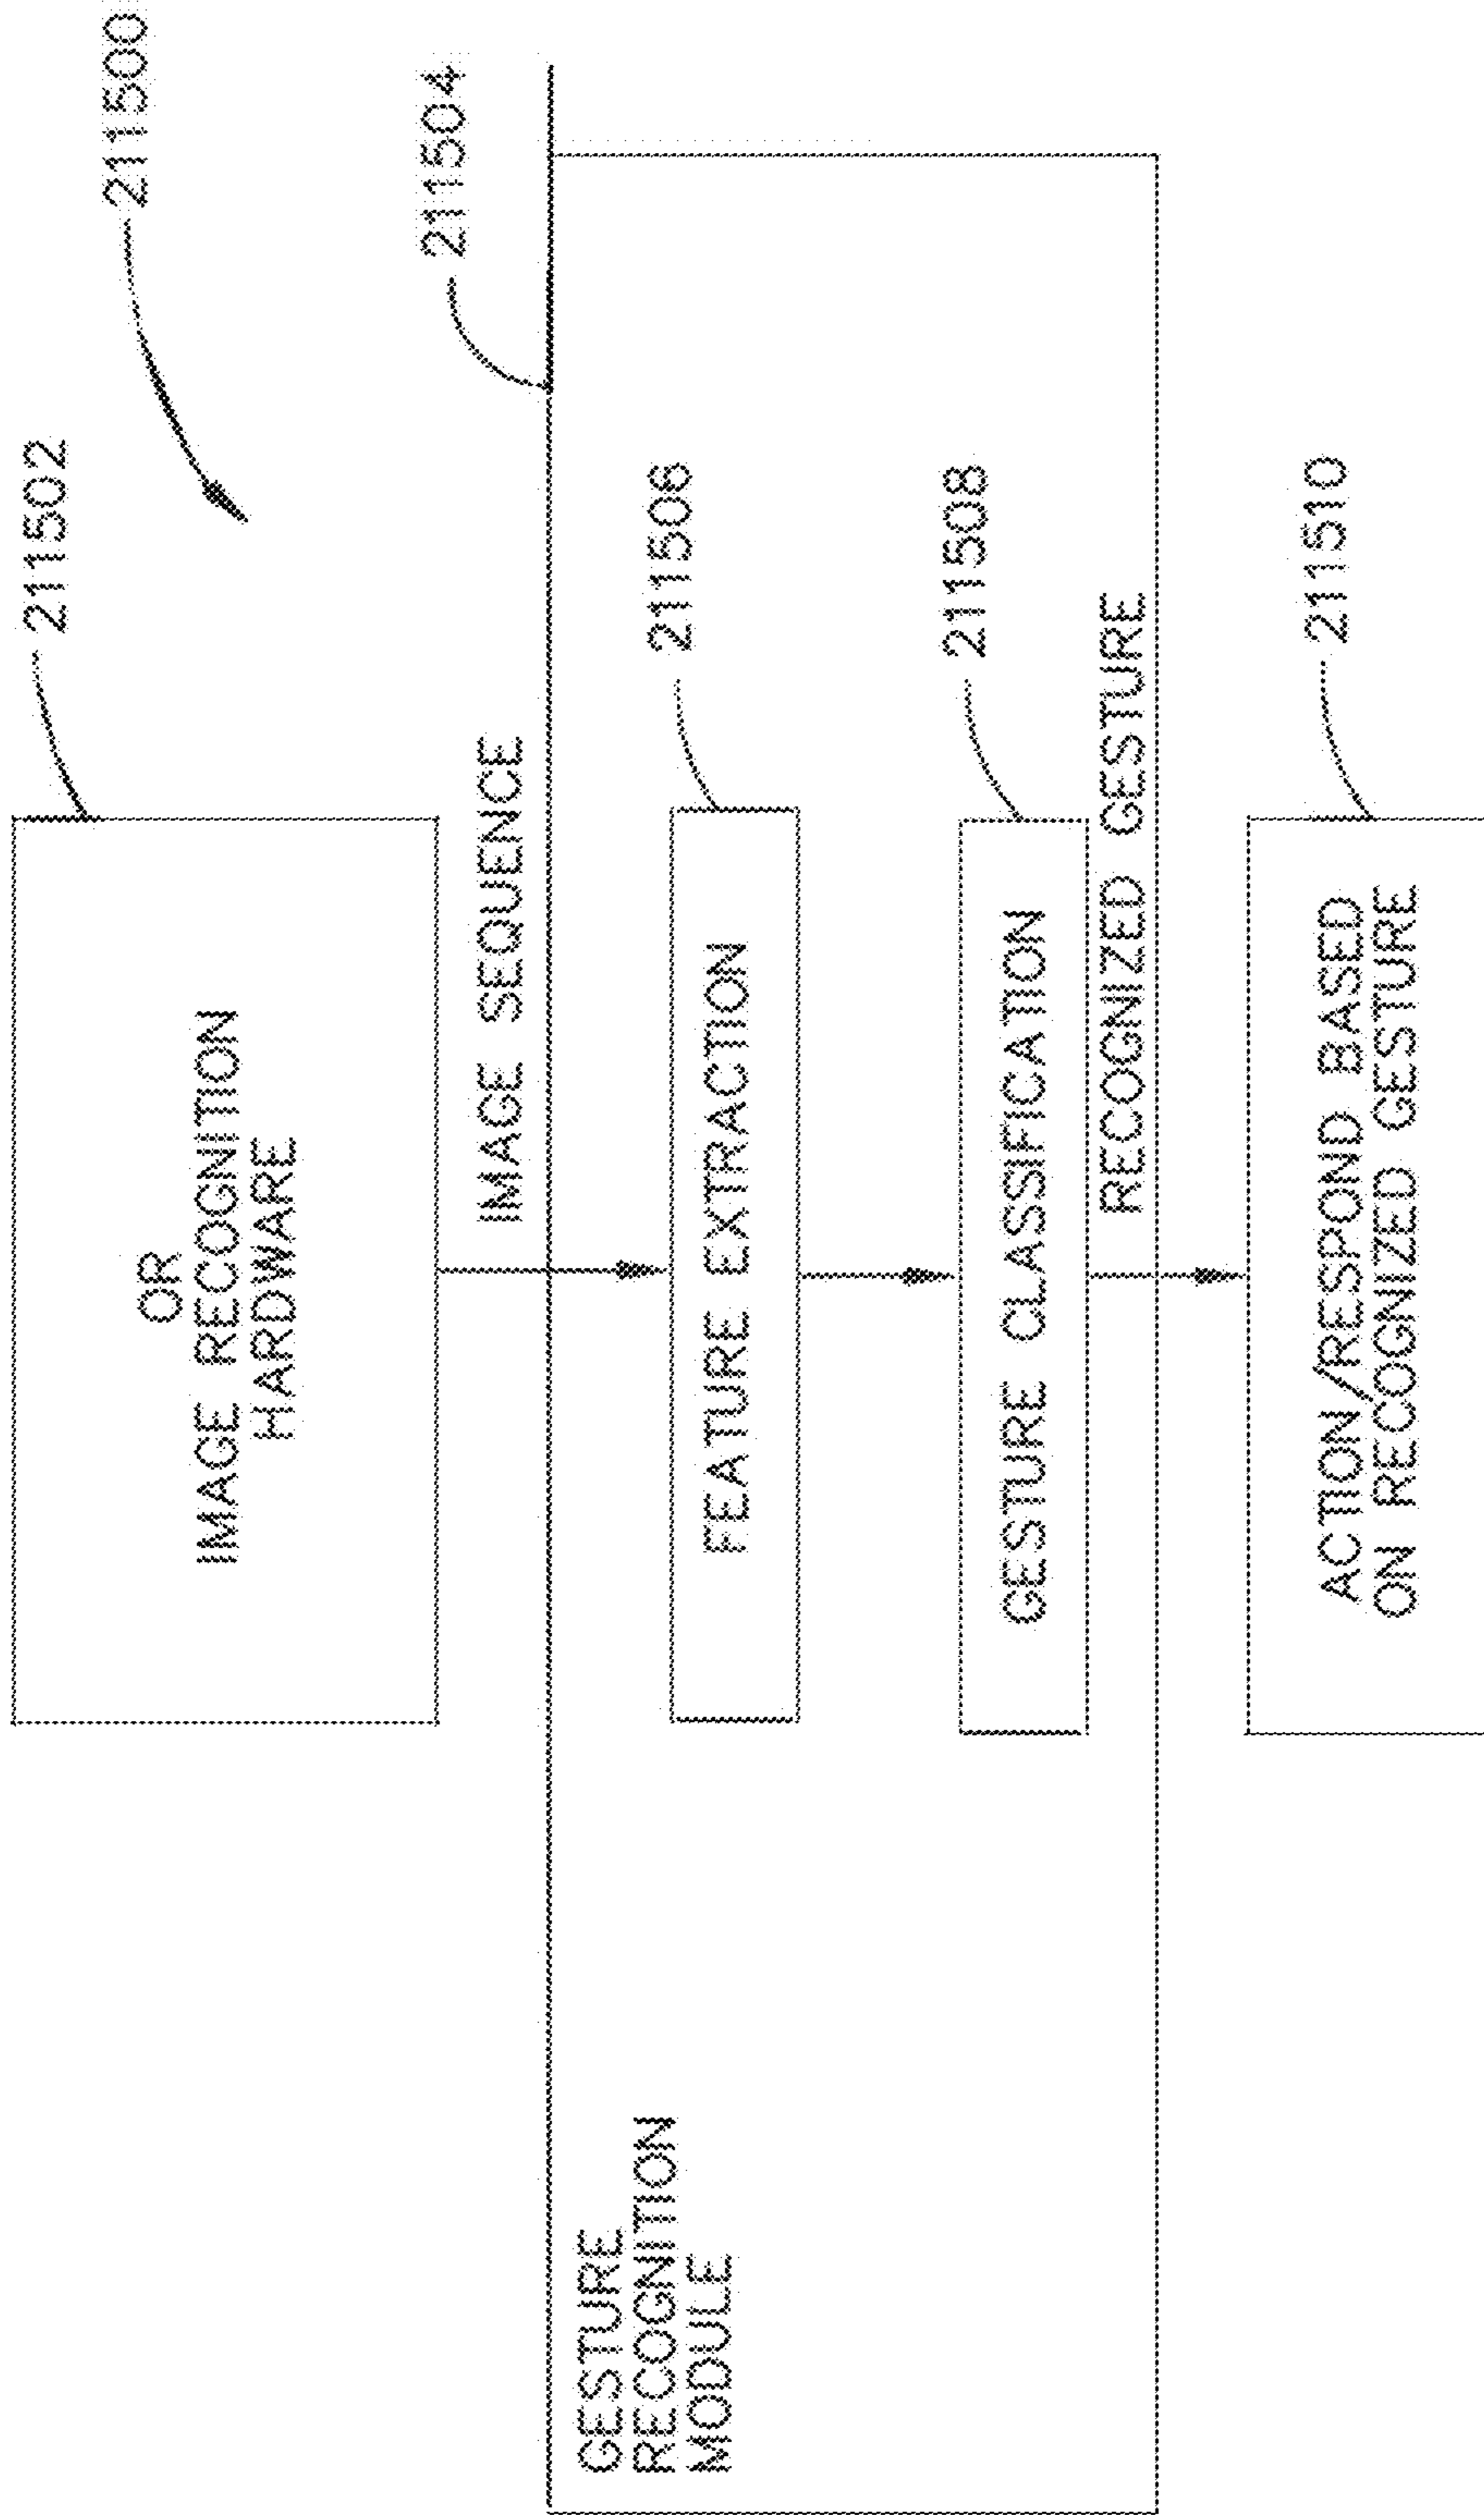 211500
211502
OR
IMAGE RECOGNITION
HARDWARE
211504
IMAGE SEQUENCE
GESTURE
RECOGNITION
MODULE
211506
FEATURE EXTRACTION
211508
GESTURE CLASSIFICATION
RECOGNIZED GESTURE
211510
ACTION/RESPOND BASED
ON RECOGNIZED GESTURE